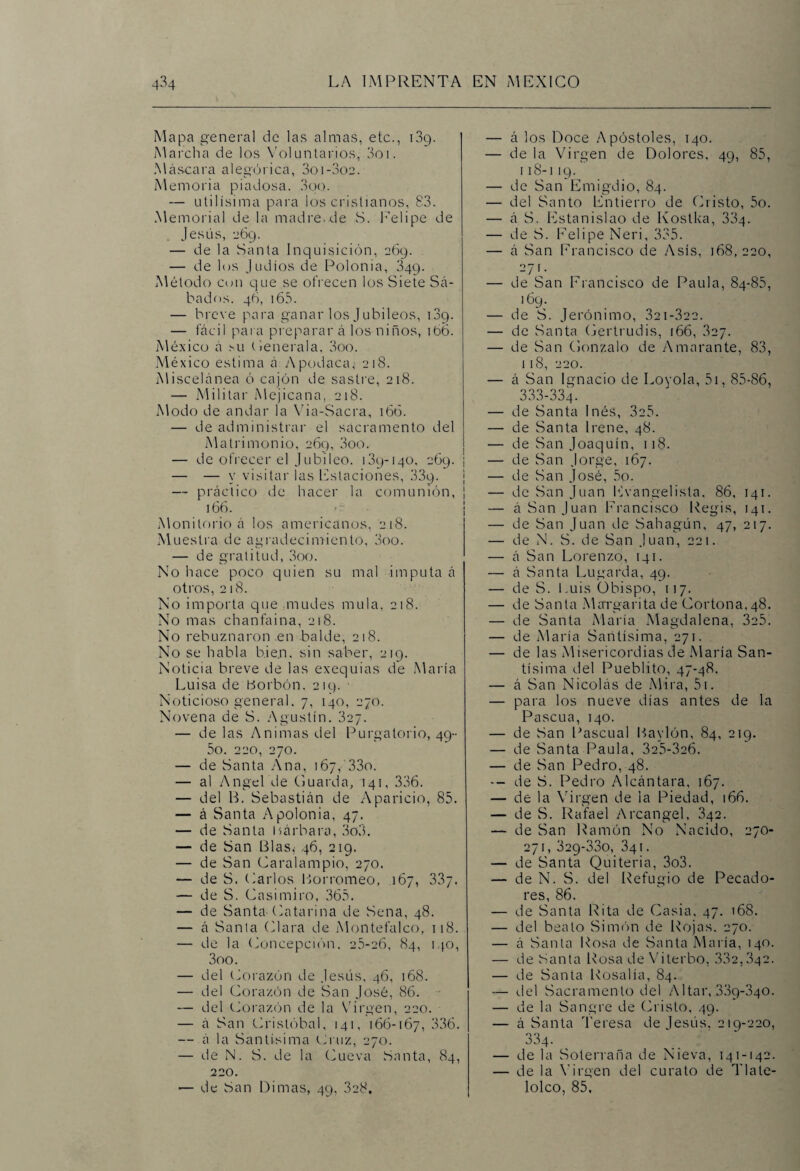 434 LA IMPRENTA EN MEXICO
Mapa general de las almas, etc., 139.
Marcha de los Voluntarios, 301.
Máscara alegórica, 301-302.
Memoria piadosa, 300.
— utilisima para los cristianos, 83.
Memorial de la madre de S. Felipe de
Jesús, 269.
— de la Santa Inquisición, 269.
— de los Judíos de Polonia, 349.
Método con que se ofrecen los Siete Sá-
bados, 46, 165.
— breve para ganar los Jubileos, 139.
— fácil para preparar á los niños, 166.
México á su Generala, 300.
México estima á Apodaca, 218.
Miscelánea ó cajón de sastre, 218.
— Militar Mejicana, 218.
Modo de andar la Via-Sacra, 166.
— de administrar el sacramento del
Matrimonio, 269, 300.
— de ofrecer el Jubileo, 139-140, 269.
— — y visitar las Estaciones, 339.
— práctico de hacer la comunión,
166.
Monitorio á los americanos, 218.
Muestra de agradecimiento, 300.
— de gratitud, 300.
No hace poco quien su mal imputa á
otros, 218.
No importa que mudes mula, 218.
No mas chanfaina, 218.
No rebuznaron en balde, 218.
No se habla bien, sin saber, 219.
Noticia breve de las exequias de María
Luisa de Borbón, 219.
Noticioso general, 7, 140, 270.
Novena de S. Agustín, 327.
— de las Animas del Purgatorio, 49-
50, 220, 270.
— de Santa Ana, 167, 330.
— al Angel de Guarda, 141, 336.
— del B. Sebastián de Aparicio, 85.
— á Santa Apolonia, 47.
— de Santa Bárbara, 303.
— de San Blas, 46, 219.
— de San Caralampio, 270.
— de S. Carlos Borromeo, 167, 337.
— de S. Casimiro, 365.
— de Santa Catarina de Sena, 48.
— á Santa Clara de Montefalco, 118.
— de la Concepción, 25-26, 84, 140,
300.
— del Corazón de Jesús, 46, 168.
— del Corazón de San José, 86.
— del Corazón de la Virgen, 220.
— á San Cristóbal, 141, 166-167, 336.
— á la Santísima Cruz, 270.
— de N. S. de la Cueva Santa, 84,
220.
— de San Dimas, 49, 328.
— á los Doce Apóstoles, 140.
— de la Virgen de Dolores, 49, 85,
118-119.
— de San Emigdio, 84.
— del Santo Entierro de Cristo, 50.
— á S. Estanislao de Kostka, 334.
— de S. Felipe Neri, 335.
— á San Francisco de Asís, 168, 220,
271.
— de San Francisco de Paula, 84-85,
169.
— de S. Jerónimo, 321-322.
— de Santa Gertrudis, 166, 327.
— de San Gonzalo de Amarante, 83,
118, 220.
— á San Ignacio de Loyola, 51, 85-86,
333-334.
— de Santa Inés, 325.
— de Santa Irene, 48.
— de San Joaquín, 118.
— de San Jorge, 167.
— de San José, 50.
— de San Juan Evangelista, 86, 141.
— á San Juan Francisco Regis, 141.
— de San Juan de Sahagún, 47, 217.
— de N. S. de San Juan, 221.
— á San Lorenzo, 141.
— á Santa Lugarda, 49.
— de S. Luis Obispo, 117.
— de Santa Margarita de Cortona, 48.
— de Santa María Magdalena, 325.
— de María Santísima, 271.
— de las Misericordias de María San-
tísima del Pueblito, 47-48.
— á San Nicolás de Mira, 51.
— para los nueve días antes de la
Pascua, 140.
— de San Pascual Baylón, 84, 219.
— de Santa Paula, 325-326.
— de San Pedro, 48.
— de S. Pedro Alcántara, 167.
— de la Virgen de la Piedad, 166.
— de S. Rafael Arcangel, 342.
— de San Ramón No Nacido, 270-
271, 329-330, 341.
— de Santa Quiteria, 303.
— de N. S. del Refugio de Pecado-
res, 86.
— de Santa Rita de Casia, 47, 168.
— del beato Simón de Rojas, 270.
— á Santa Rosa de Santa María, 140.
— de Santa Rosa de Viterbo, 332, 342.
— de Santa Rosalía, 84.
— del Sacramento del Altar, 339-340.
— de la Sangre de Cristo, 49.
— á Santa Teresa de Jesús, 219-220,
334.
— de la Soterraña de Nieva, 141-142.
— de la Virgen del curato de Tlate-
lolco, 85.